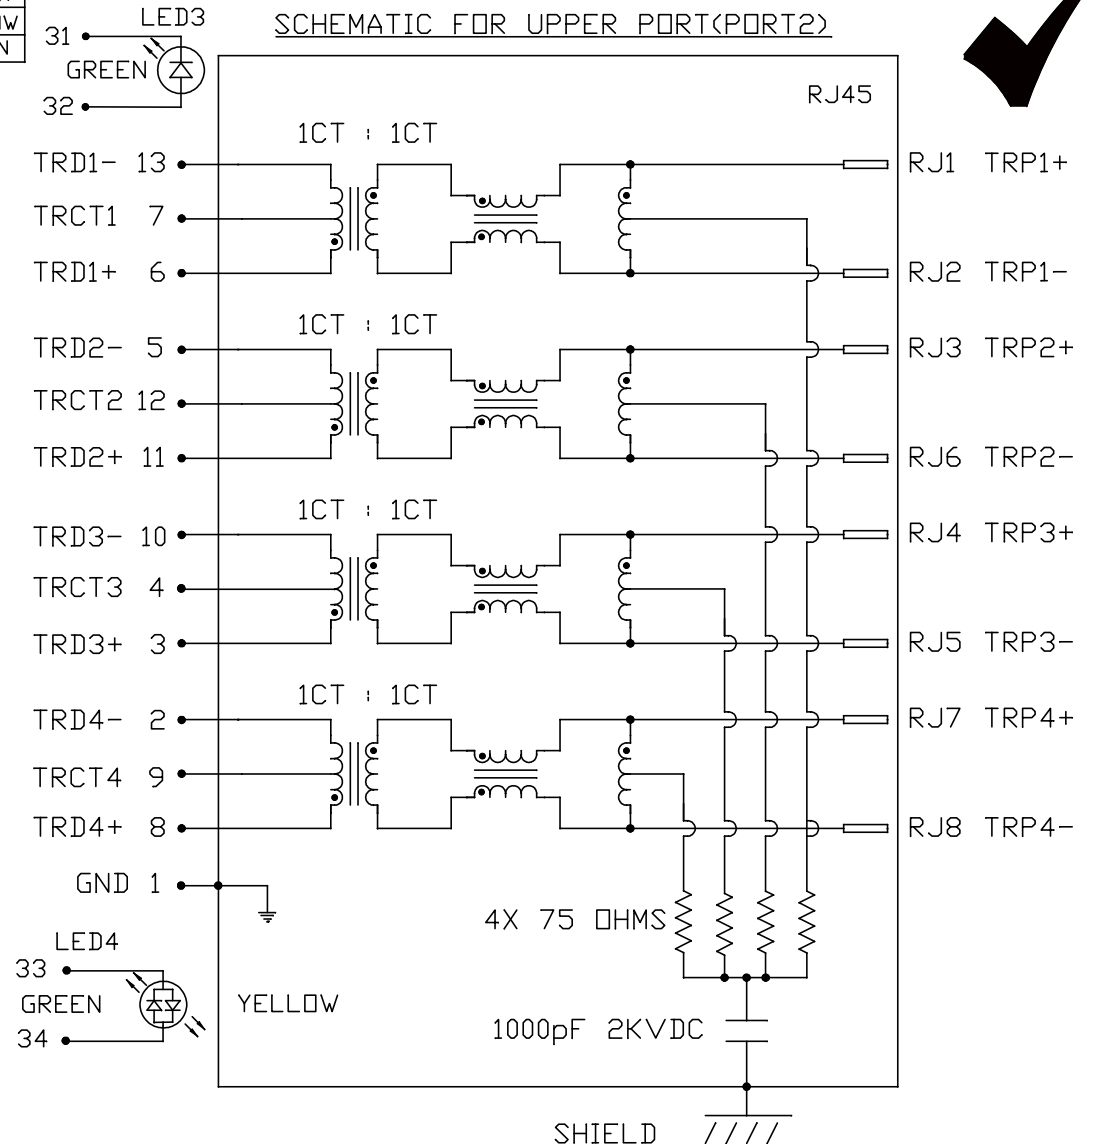 W
N
SCHEMATIC FOR UPPER PORT(PORT2)
LED3
31
GREEN
32
RJ45
1CT : 1CT
TRD1- 13
RJ1 TRP1+
TRCT1 7
TRD1+ 6
RJ2 TRP1-
1CT : 1CT
TRD2- 5
RJ3 TRP2+
TRCT2 12
TRD2+ 11
RJ6 TRP2-
1CT : 1CT
TRD3- 10
RJ4 TRP3+
TRCT3 4
TRD3+ 3
RJ5 TRP3-
1CT : 1CT
TRD4- 2
RJ7 TRP4+
TRCT4 9
TRD4+ 8
RJ8 TRP4-
GND 1
4X 75 OHMS
LED4
33
GREEN
YELLOW
34
1000pF 2KVDC
SHIELD